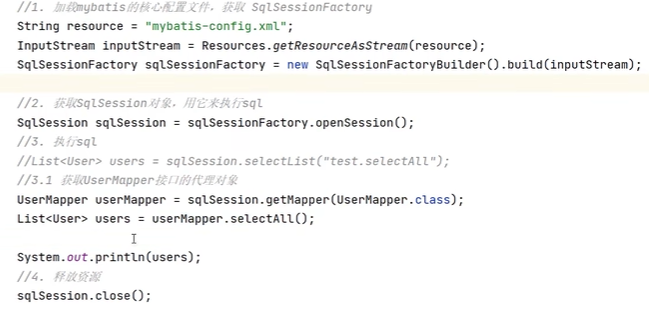 //1. 加载mybatis的核心配置文件，获取 SqlSessionFactory
String resource = "mybatis-config.xml";
InputStream inputStream = Resources.getResourceAsStream(resource);
SqlSessionFactory sqlSessionFactory = new SqlSessionFactoryBuilder().build(inputStream);
//2. 获取SqlSession对象，用它来执行sql
SqlSession sqlSession = sqlSessionFactory.openSession();
//3. 执行sql
//List<User> users = sqlSession.selectList("test.selectAll");
//3.1 获取UserMapper接口的代理对象
UserMapper userMapper = sqlSession.getMapper(UserMapper.class);
List<User> users = userMapper.selectAll();
System.out.println(users);
//4. 释放资源
sqlSession.close();